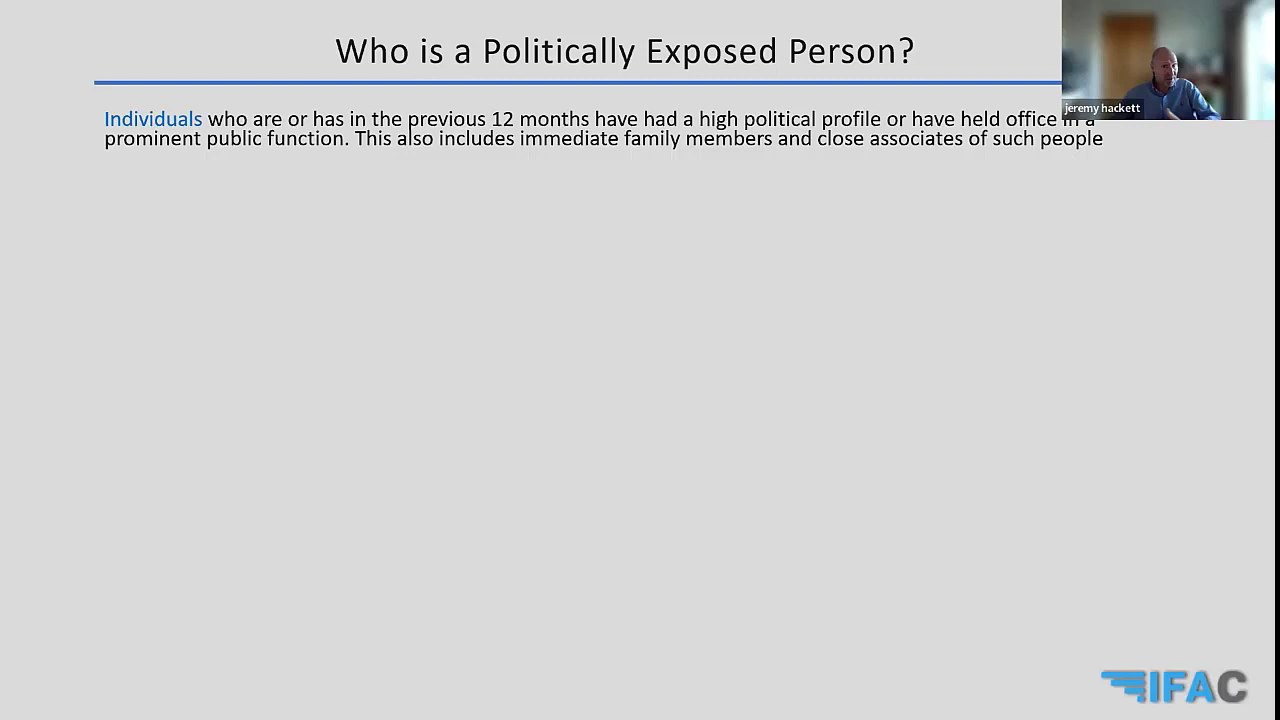 Who is a Politically Exposed Person?
jeremy hackett
Individuals who are or has in the previous 12 months have had a high political profile or have held office in a
prominent public function. This also includes immediate family members and close associates of such people
IFAC